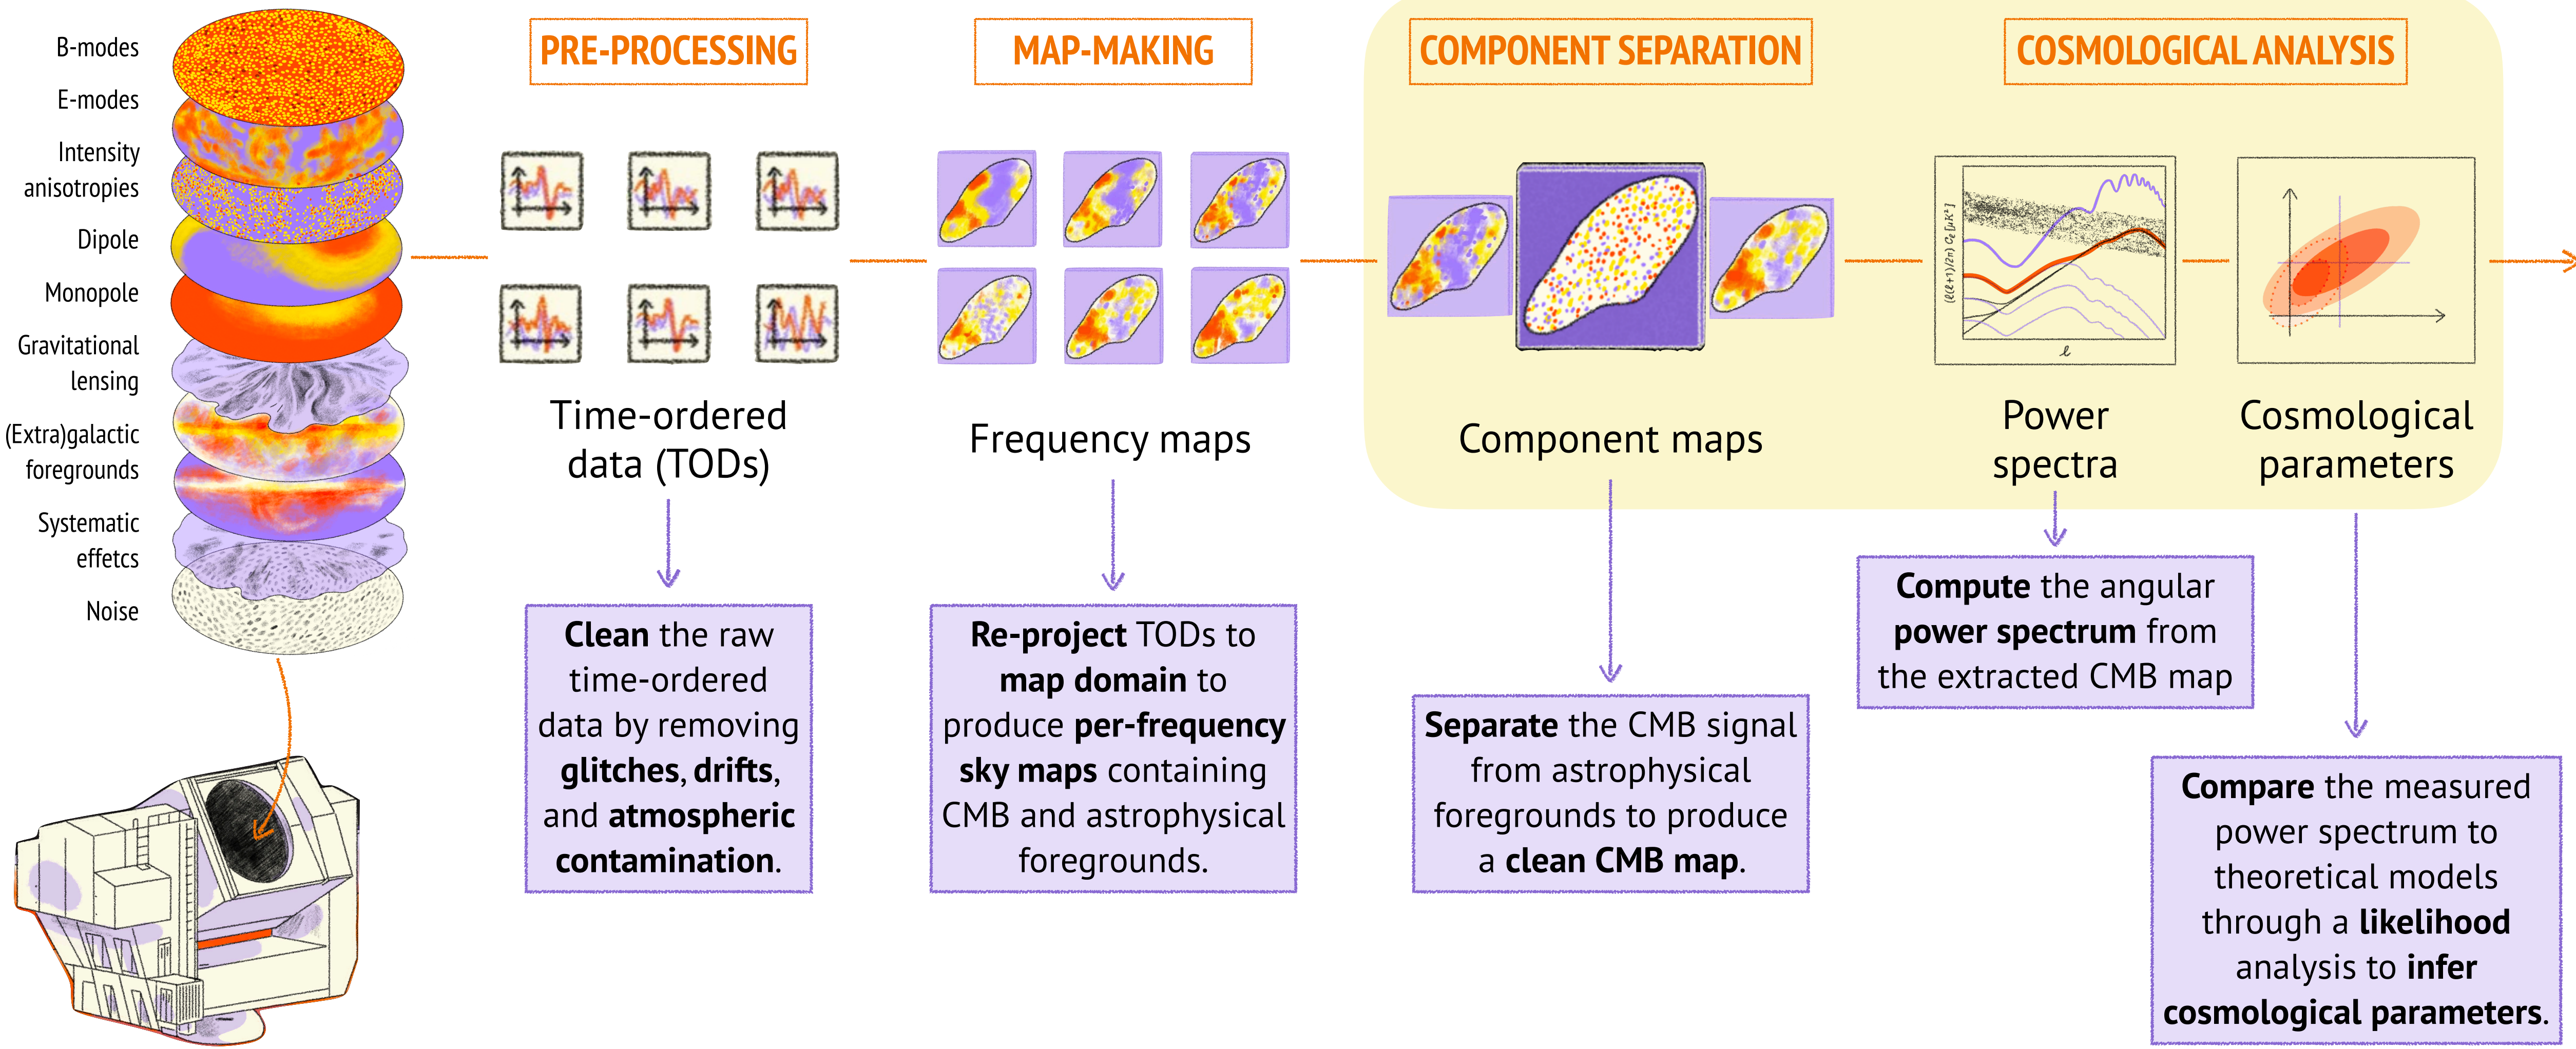 B-modes
E-modes
Intensity
anisotropies
Dipole
Monopole
Gravitational
lensing
(Extra)galactic
foregrounds
Systematic
effetcs
Noise
PRE-PROCESSING
Time-ordered
data (TODs)
Clean the raw
time-ordered
data by removing
glitches, drifts,
and atmospheric
contamination.
MAP-MAKING
Frequency maps
Re-project TODs to
map domain to
produce per-frequency
sky maps containing
CMB and astrophysical
foregrounds.
COMPONENT SEPARATION
Component maps
Separate the CMB signal
from astrophysical
foregrounds to produce
a clean CMB map.
COSMOLOGICAL ANALYSIS
[ℓ(ℓ+1)/2π) Cℓ [μK²]
ℓ
Power
spectra
Compute the angular
power spectrum from
the extracted CMB map
Cosmological
parameters
Compare the measured
power spectrum to
theoretical models
through a likelihood
analysis to infer
cosmological parameters.